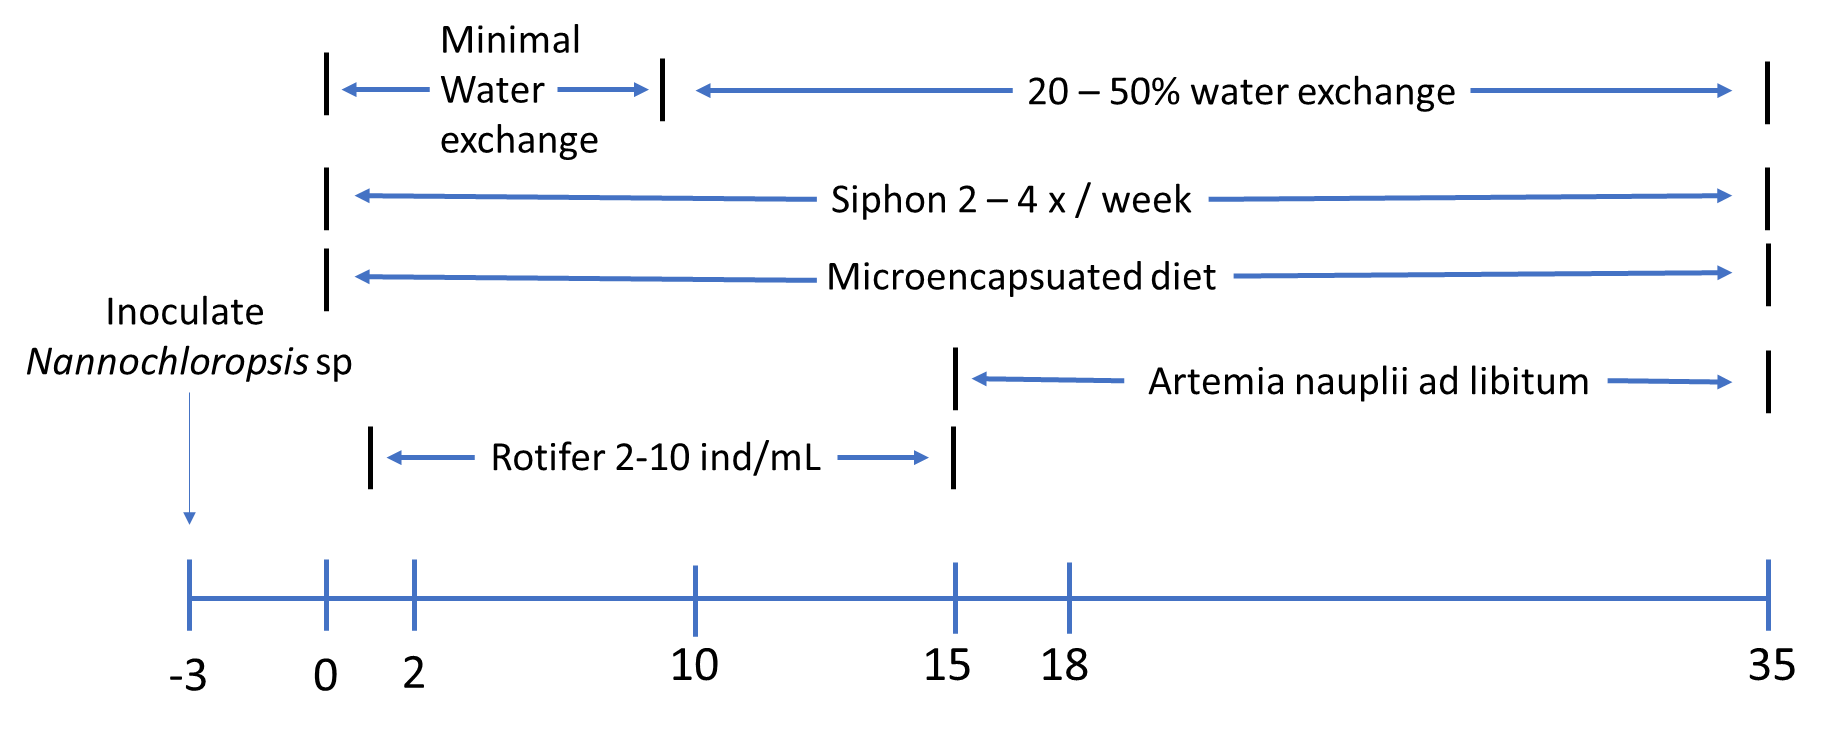 Minimal
Water
exchange
20 – 50% water exchange
Siphon 2 – 4 x / week
Microencapsuated diet
Inoculate
Nannochloropsis sp
Artemia nauplii ad libitum
Rotifer 2-10 ind/mL
-3 0 2 10 15 18 35